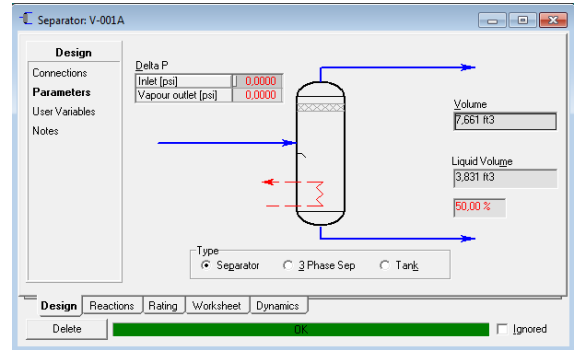 Separator: V-001A
Design
Connections
Parameters
User Variables
Notes
Delta P
Inlet [psi] 0,0000
Vapour outlet [psi] 0,0000
Volume
7,661 ft3
Liquid Volume
3,831 ft3
50,00 %
Type
Separator 3 Phase Sep Tank
Design Reactions Rating Worksheet Dynamics
Delete OK Ignored